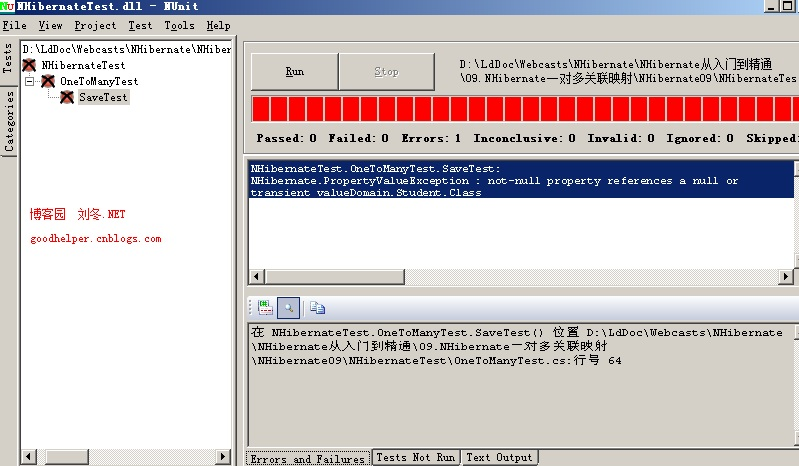 NHibernateTest.dll - NUnit
File View Project Test Tools Help
Tests
Categories
D:\LdDoc\Webcasts\NHibernate\NHiber
NHibernateTest
OneToManyTest
SaveTest
博客园 刘冬.NET
goodhelper.cnblogs.com
Run
Stop
D:\LdDoc\Webcasts\NHibernate\NHibernate从入门到精通
\09.NHibernate一对多关联映射\NHibernate09\NHibernateTes
Passed: 0 Failed: 0 Errors: 1 Inconclusive: 0 Invalid: 0 Ignored: 0 Skipped:
NHibernateTest.OneToManyTest.SaveTest:
NHibernate.PropertyValueException : not-null property references a null or
transient valueDomain.Student.Class
在 NHibernateTest.OneToManyTest.SaveTest() 位置 D:\LdDoc\Webcasts\NHibernate
\NHibernate从入门到精通\09.NHibernate一对多关联映射
\NHibernate09\NHibernateTest\OneToManyTest.cs:行号 64
Errors and Failures
Tests Not Run
Text Output